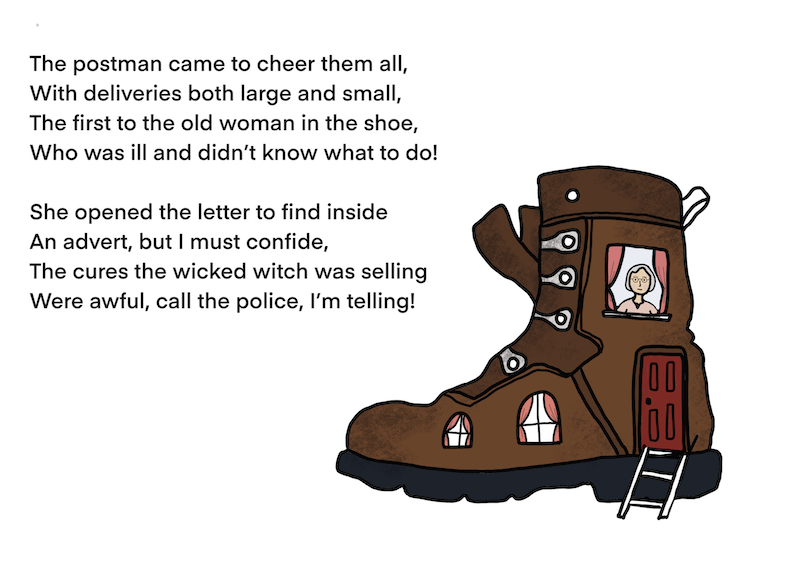 The postman came to cheer them all,
With deliveries both large and small,
The first to the old woman in the shoe,
Who was ill and didn’t know what to do!
She opened the letter to find inside
An advert, but I must confide,
The cures the wicked witch was selling
Were awful, call the police, I’m telling!